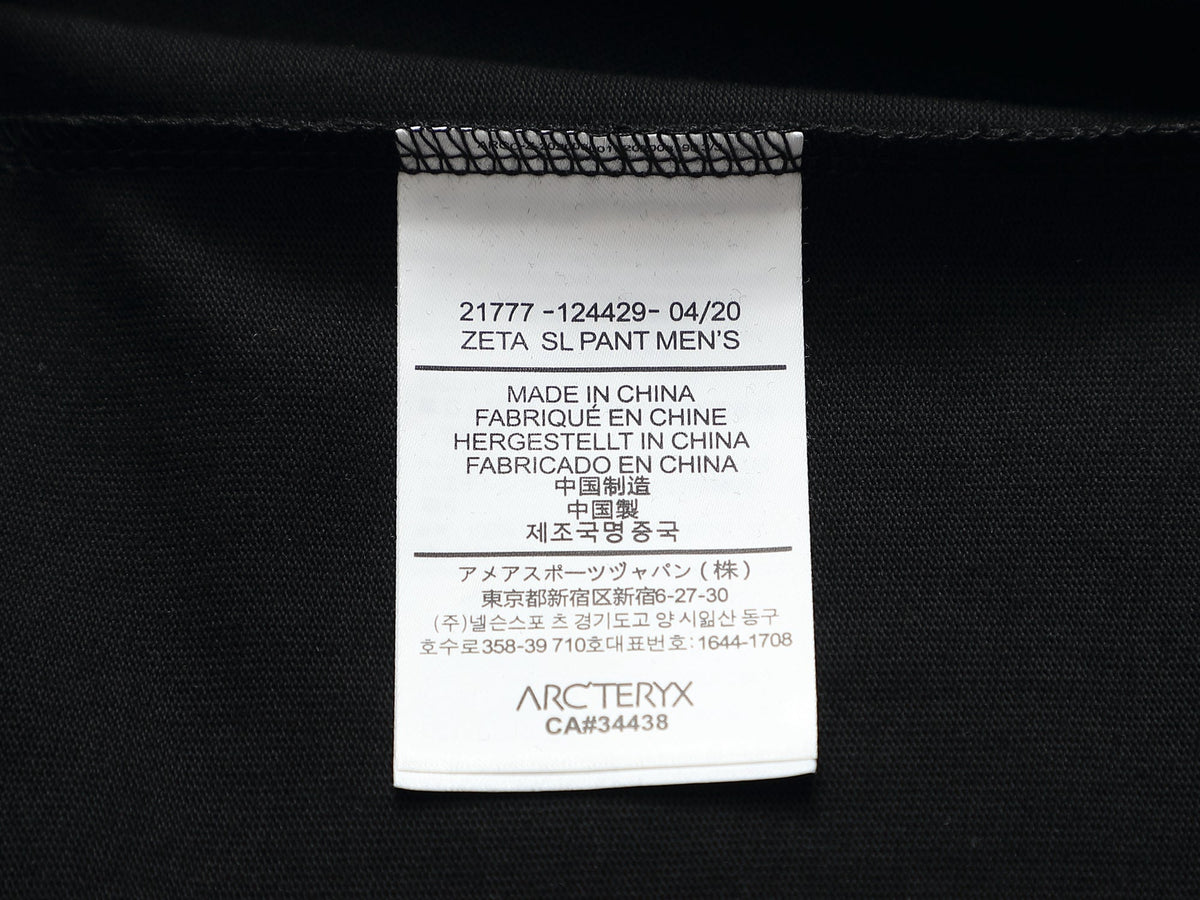 21777 -124429- 04/20
ZETA SL PANT MEN'S
MADE IN CHINA
FABRIQUÉ EN CHINE
HERGESTELLT IN CHINA
FABRICADO EN CHINA
中国制造
中国製
제조국명 중국
アメアスポーツヅャパン (株)
東京都新宿区新宿6-27-30
(주)넬슨스포 츠 경기도고 양 시잂산 동구
호수로358-39 710호대표번호:1644-1708
ARC'TERYX
CA#34438